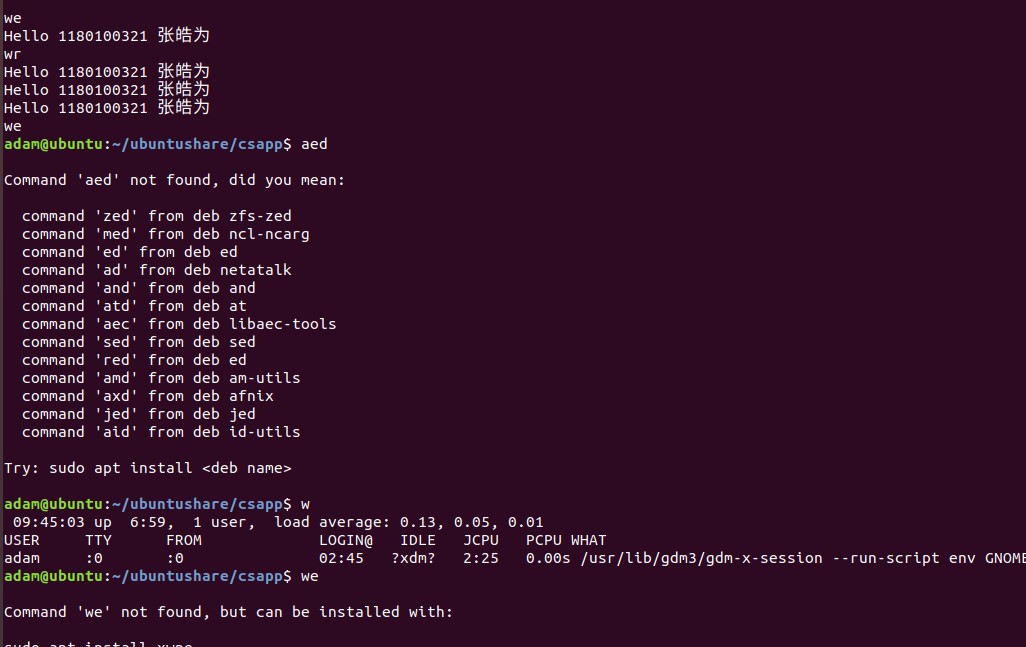 we
Hello 1180100321 张皓为
wr
Hello 1180100321 张皓为
Hello 1180100321 张皓为
Hello 1180100321 张皓为
we
adam@ubuntu:~/ubuntushare/csapp$ aed
Command 'aed' not found, did you mean:
command 'zed' from deb zfs-zed
command 'med' from deb ncl-ncarg
command 'ed' from deb ed
command 'ad' from deb netatalk
command 'and' from deb and
command 'atd' from deb at
command 'aec' from deb libaec-tools
command 'sed' from deb sed
command 'red' from deb ed
command 'amd' from deb am-utils
command 'axd' from deb afnix
command 'jed' from deb jed
command 'aid' from deb id-utils
Try: sudo apt install <deb name>
adam@ubuntu:~/ubuntushare/csapp$ w
09:45:03 up  6:59,  1 user,  load average: 0.13, 0.05, 0.01
USER     TTY      FROM             LOGIN@   IDLE   JCPU   PCPU WHAT
adam     :0       :0               02:45   ?xdm?   2:25   0.00s /usr/lib/gdm3/gdm-x-session --run-script env GNOME
adam@ubuntu:~/ubuntushare/csapp$ we
Command 'we' not found, but can be installed with:
sudo apt install xwpe